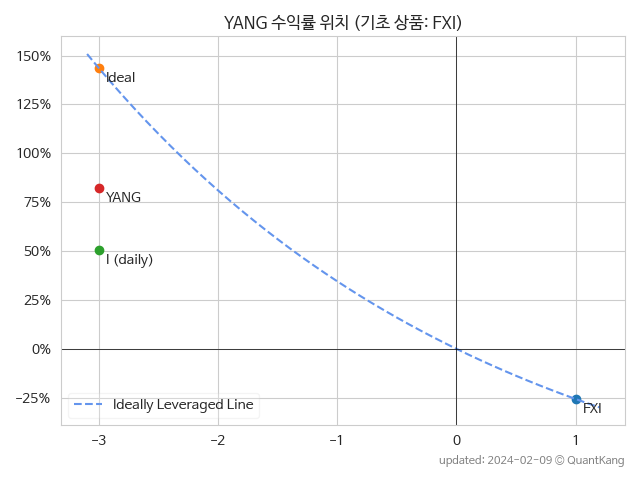 YANG 수익률 위치 (기초 상품: FXI)
150%
125%
100%
75%
50%
25%
0%
−25%
Ideal
YANG
I (daily)
FXI
Ideally Leveraged Line
−3
−2
−1
0
1
updated: 2024-02-09 © QuantKang